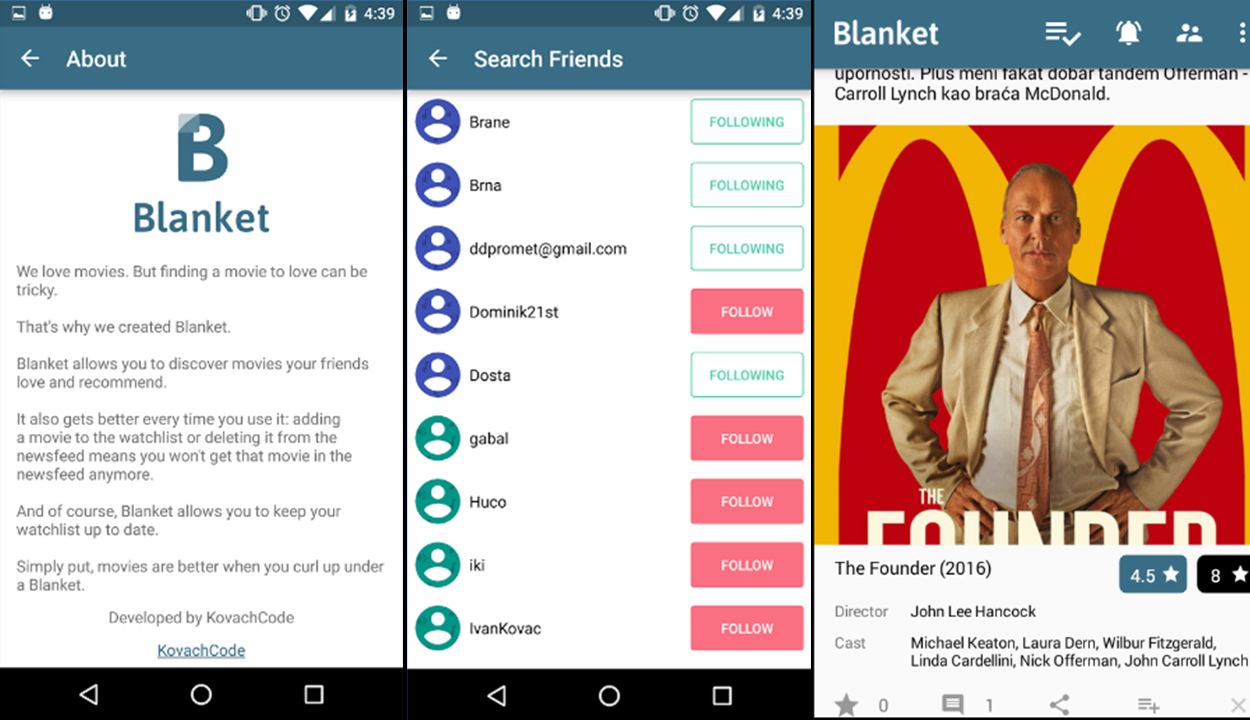 4:39
About
B
Blanket
We love movies. But finding a movie to love can be
tricky.
That's why we created Blanket.
Blanket allows you to discover movies your friends
love and recommend.
It also gets better every time you use it: adding
a movie to the watchlist or deleting it from the
newsfeed means you won't get that movie in the
newsfeed anymore.
And of course, Blanket allows you to keep your
watchlist up to date.
Simply put, movies are better when you curl up under
a Blanket.
Developed by KovachCode
KovachCode
4:39
Search Friends
Brane FOLLOWING
Brna FOLLOWING
ddpromet@gmail.com FOLLOWING
Dominik21st FOLLOW
Dosta FOLLOWING
gabal FOLLOW
Huco FOLLOW
iki FOLLOW
IvanKovac FOLLOW
Blanket
upornosti. Plus meni fakat dobar tandem Offerman -
Carroll Lynch kao braća McDonald.
THE
FOUNDER
The Founder (2016) 4.5 8
Director John Lee Hancock
Cast Michael Keaton, Laura Dern, Wilbur Fitzgerald,
Linda Cardellini, Nick Offerman, John Carroll Lynch
0 1